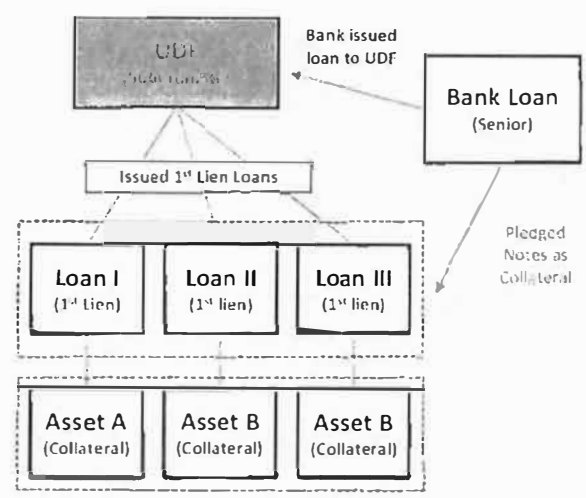 UDF
Bank issued
loan to UDF
Bank Loan
(Senior)
Issued 1st Lien Loans
Pledged
Notes as
Collateral
Loan I
(1st Lien)
Loan II
(1st lien)
Loan III
(1st lien)
Asset A
(Collateral)
Asset B
(Collateral)
Asset B
(Collateral)